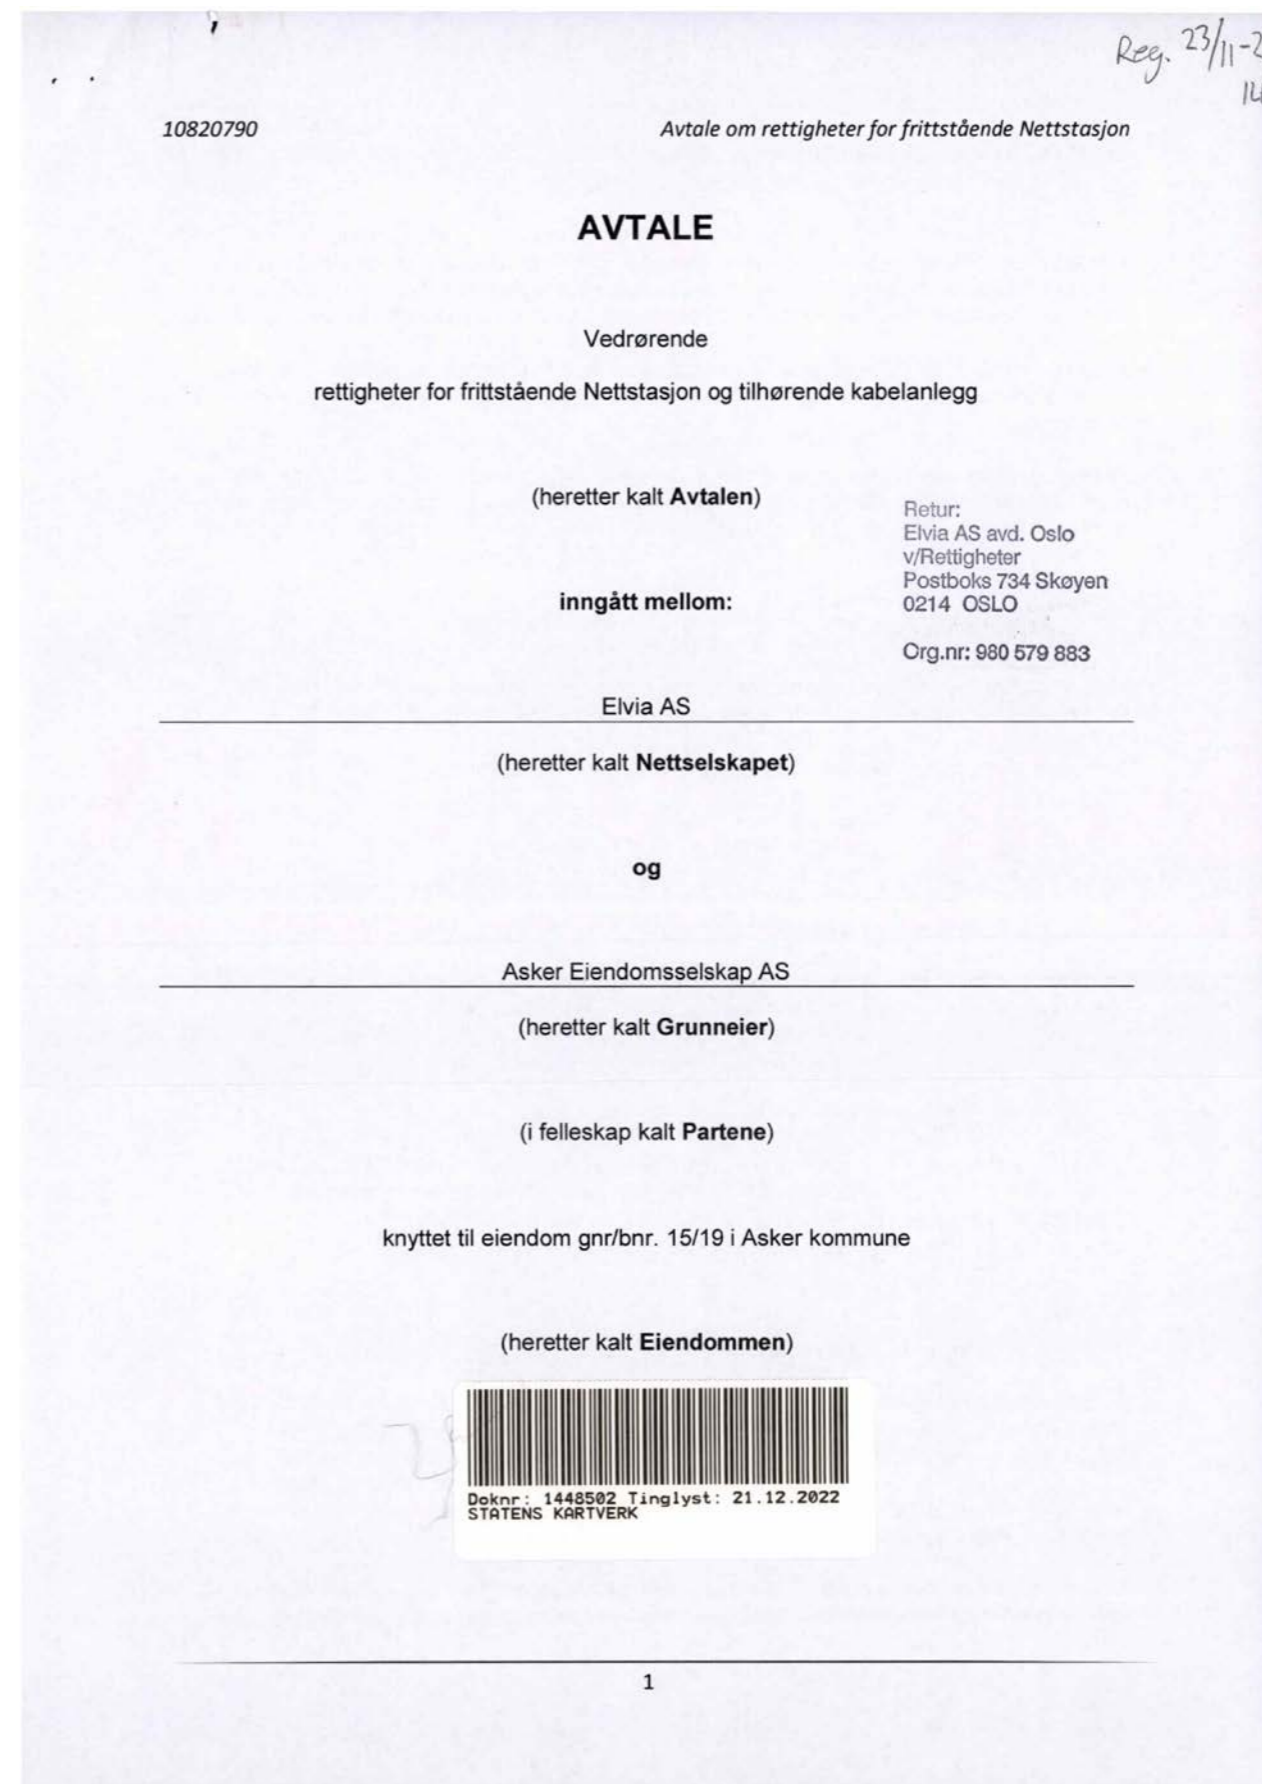 Reg. 23/11-2
10820790
Avtale om rettigheter for frittstående Nettstasjon
AVTALE
Vedrørende
rettigheter for frittstående Nettstasjon og tilhørende kabelanlegg
(heretter kalt Avtalen)
Retur:
Elvia AS avd. Oslo
v/Rettigheter
Postboks 734 Skøyen
0214 OSLO
Org.nr: 980 579 883
inngått mellom:
Elvia AS
(heretter kalt Nettselskapet)
og
Asker Eiendomsselskap AS
(heretter kalt Grunneier)
(i felleskap kalt Partene)
knyttet til eiendom gnr/bnr. 15/19 i Asker kommune
(heretter kalt Eiendommen)
Doknr: 1448502 Tinglyst: 21.12.2022
STATENS KARTVERK
1